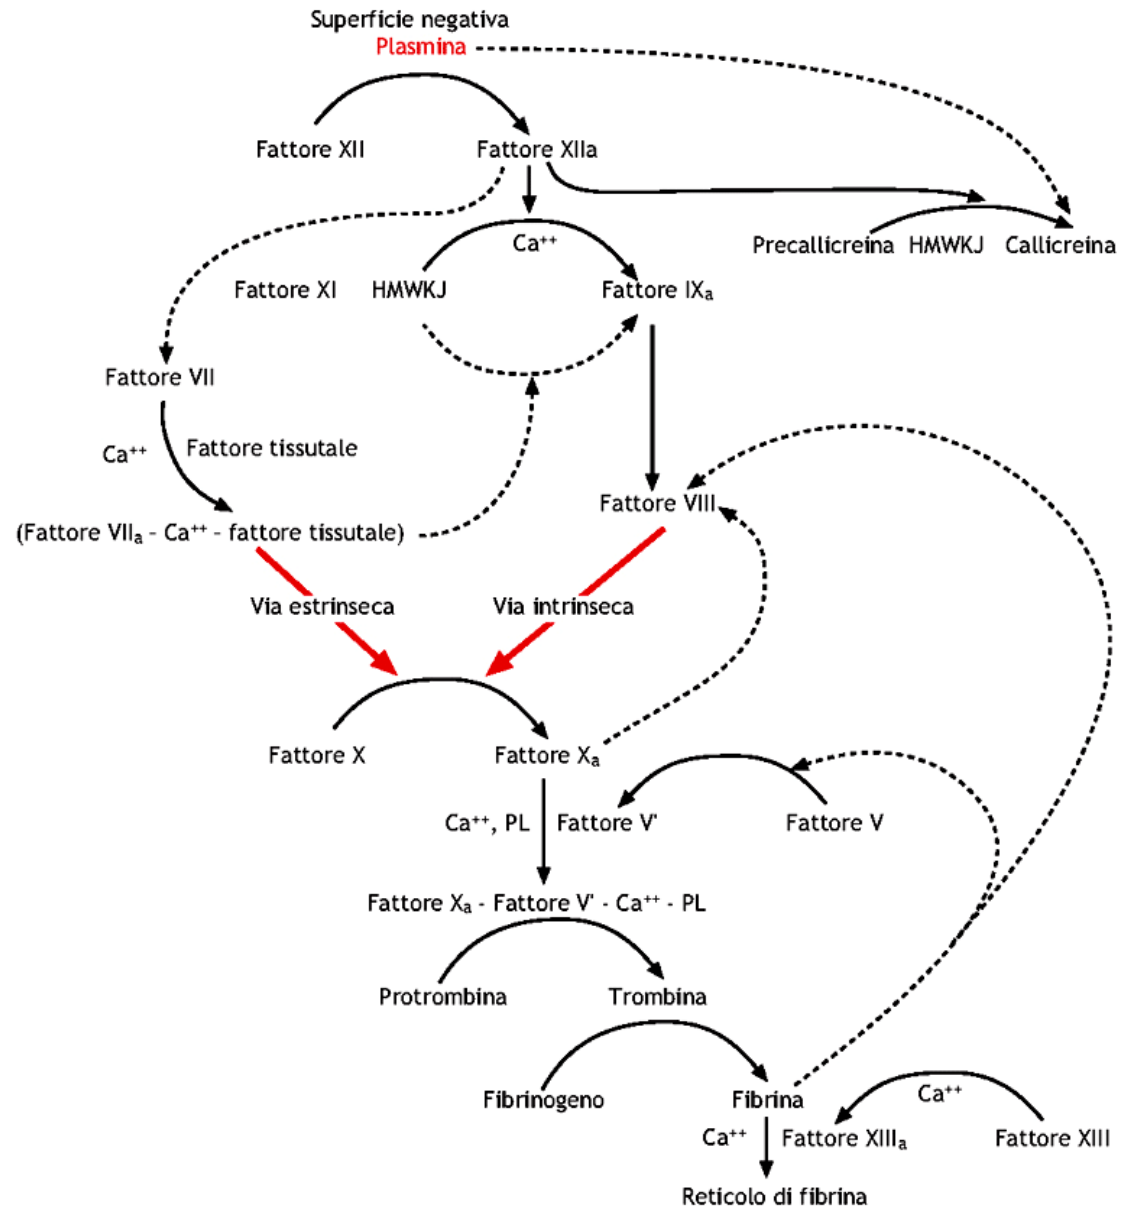 Superficie negativa
Plasmina
Fattore XII
Fattore XIIa
Ca⁺⁺
Precallicreina HMWKJ Callicreina
Fattore XI HMWKJ
Fattore IXₐ
Fattore VII
Ca⁺⁺
Fattore tissutale
Fattore VIII
(Fattore VIIₐ - Ca⁺⁺ - fattore tissutale)
Via estrinseca
Via intrinseca
Fattore X
Fattore Xₐ
Ca⁺⁺, PL
Fattore V'
Fattore V
Fattore Xₐ - Fattore V' - Ca⁺⁺ - PL
Protrombina
Trombina
Fibrinogeno
Fibrina
Ca⁺⁺
Ca⁺⁺
Fattore XIIIₐ
Fattore XIII
Reticolo di fibrina